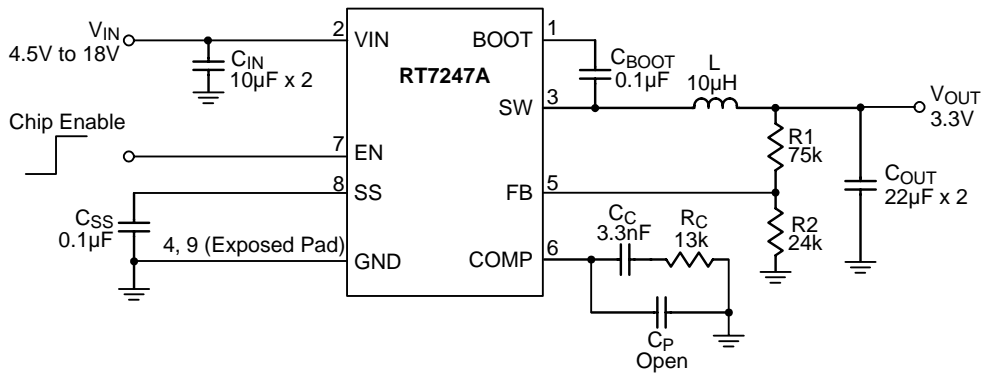 VIN
4.5V to 18V
2
VIN
CIN
10µF x 2
Chip Enable
7
EN
8
SS
CSS
0.1µF
4, 9 (Exposed Pad)
GND
RT7247A
BOOT
1
CBOOT
0.1µF
L
10µH
SW
3
VOUT
3.3V
R1
75k
FB
5
COUT
22µF x 2
R2
24k
CC
3.3nF
RC
13k
COMP
6
CP
Open